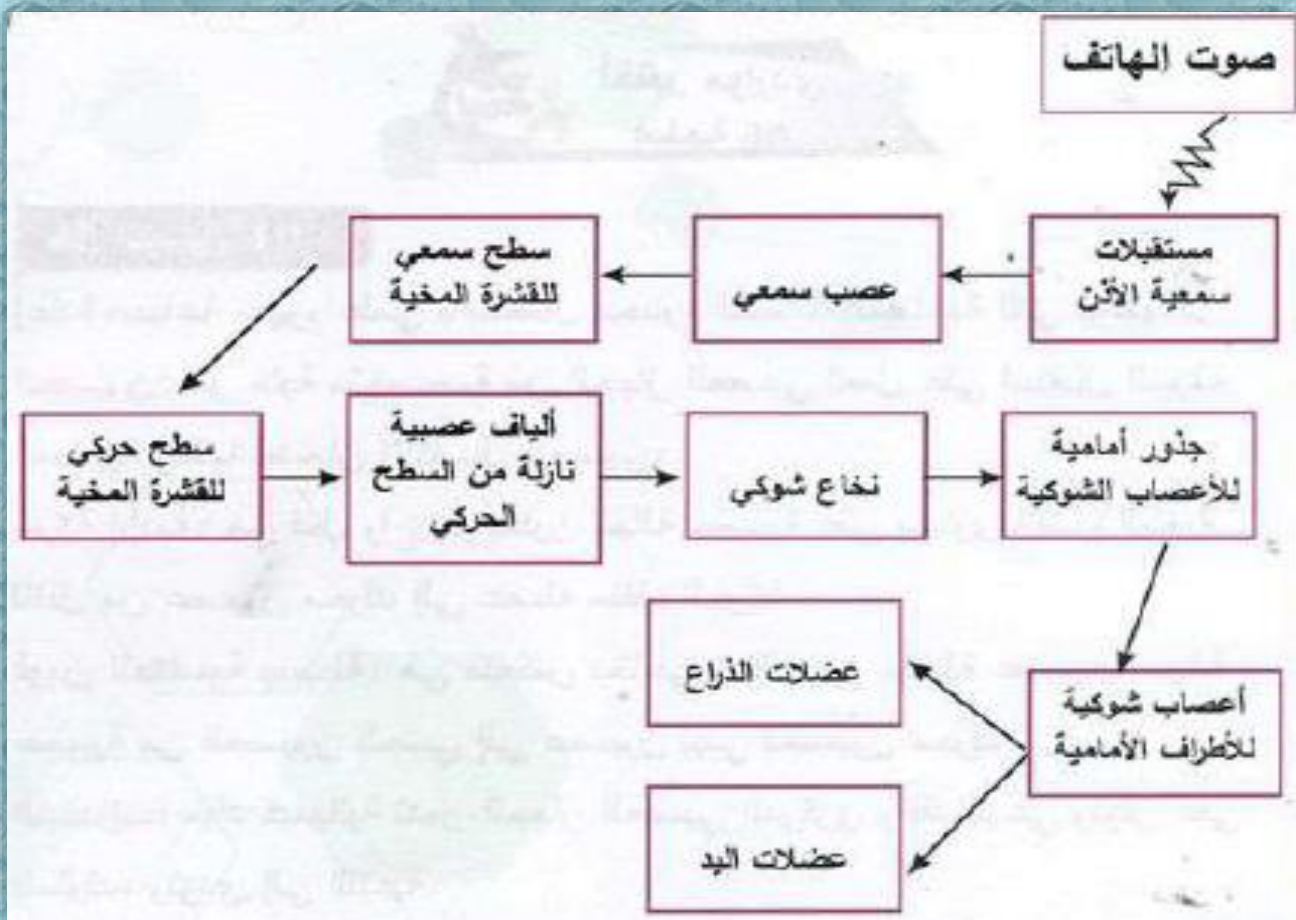 صوت الهاتف
مستقبلات
سمعية الأذن
عصب سمعي
سطح سمعي
للقشرة المخية
سطح حركي
للقشرة المخية
ألياف عصبية
نازلة من السطح
الحركي
نخاع شوكي
جذور أمامية
للأعصاب الشوكية
أعصاب شوكية
للأطراف الأمامية
عضلات الذراع
عضلات اليد